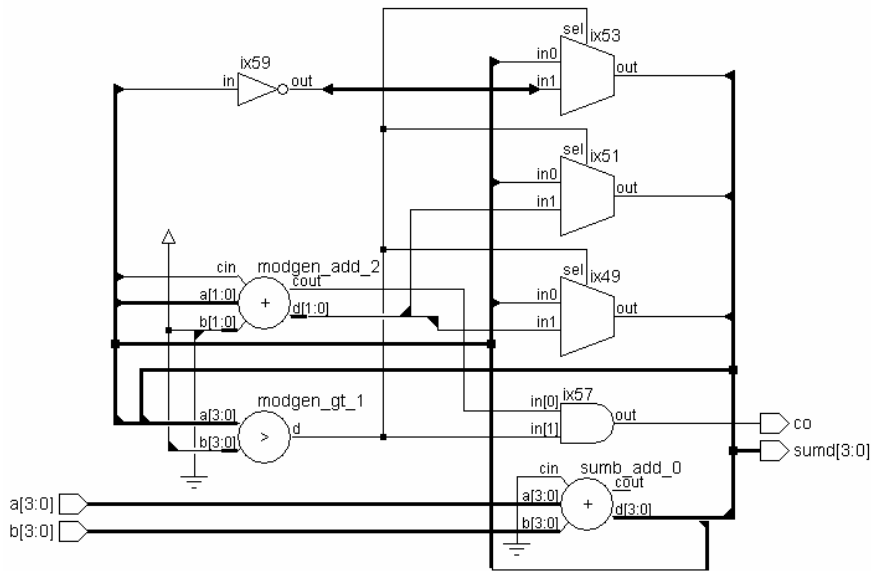 sel ix53
in0
out
in1
ix59
in out
sel ix51
in0
out
in1
cin modgen_add_2
cout
a[1:0] +
d[1:0]
b[1:0]
sel ix49
in0
out
in1
modgen_gt_1
a[3:0]
> d
b[3:0]
ix57
in[0]
out
in[1]
co
sumd[3:0]
cin sumb_add_0
cout
a[3:0]
a[3:0] +
d[3:0]
b[3:0]
b[3:0]